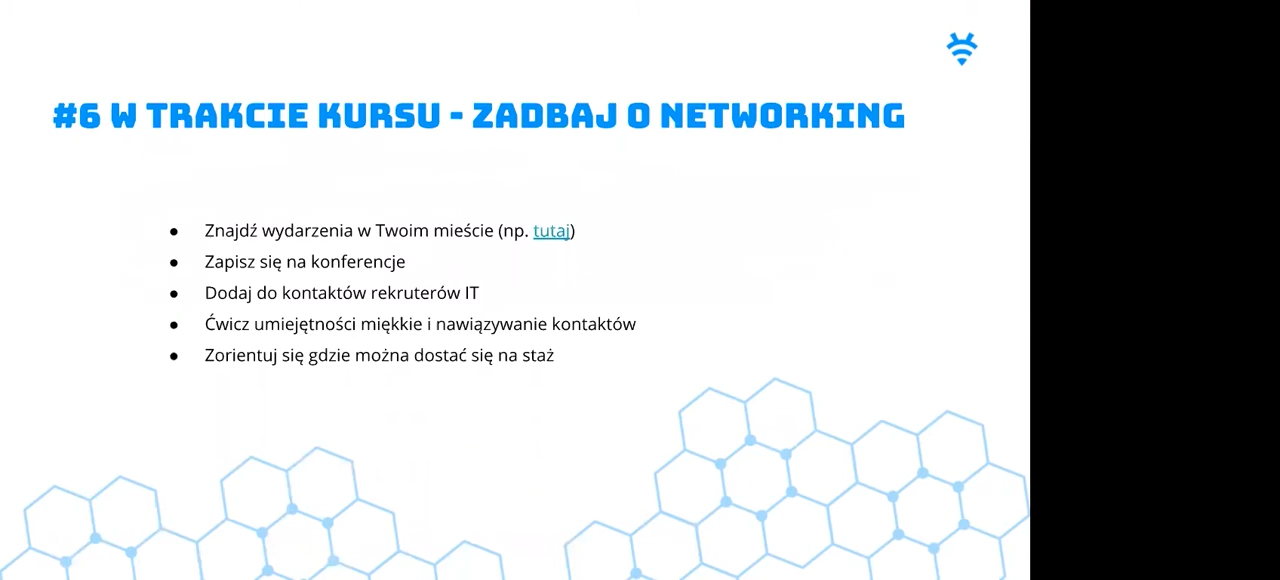 #6 W TRAKCIE KURSU - ZADBAJ O NETWORKING
● Znajdź wydarzenia w Twoim mieście (np. tutaj)
● Zapisz się na konferencje
● Dodaj do kontaktów rekruterów IT
● Ćwicz umiejętności miękkie i nawiązywanie kontaktów
● Zorientuj się gdzie można dostać się na staż